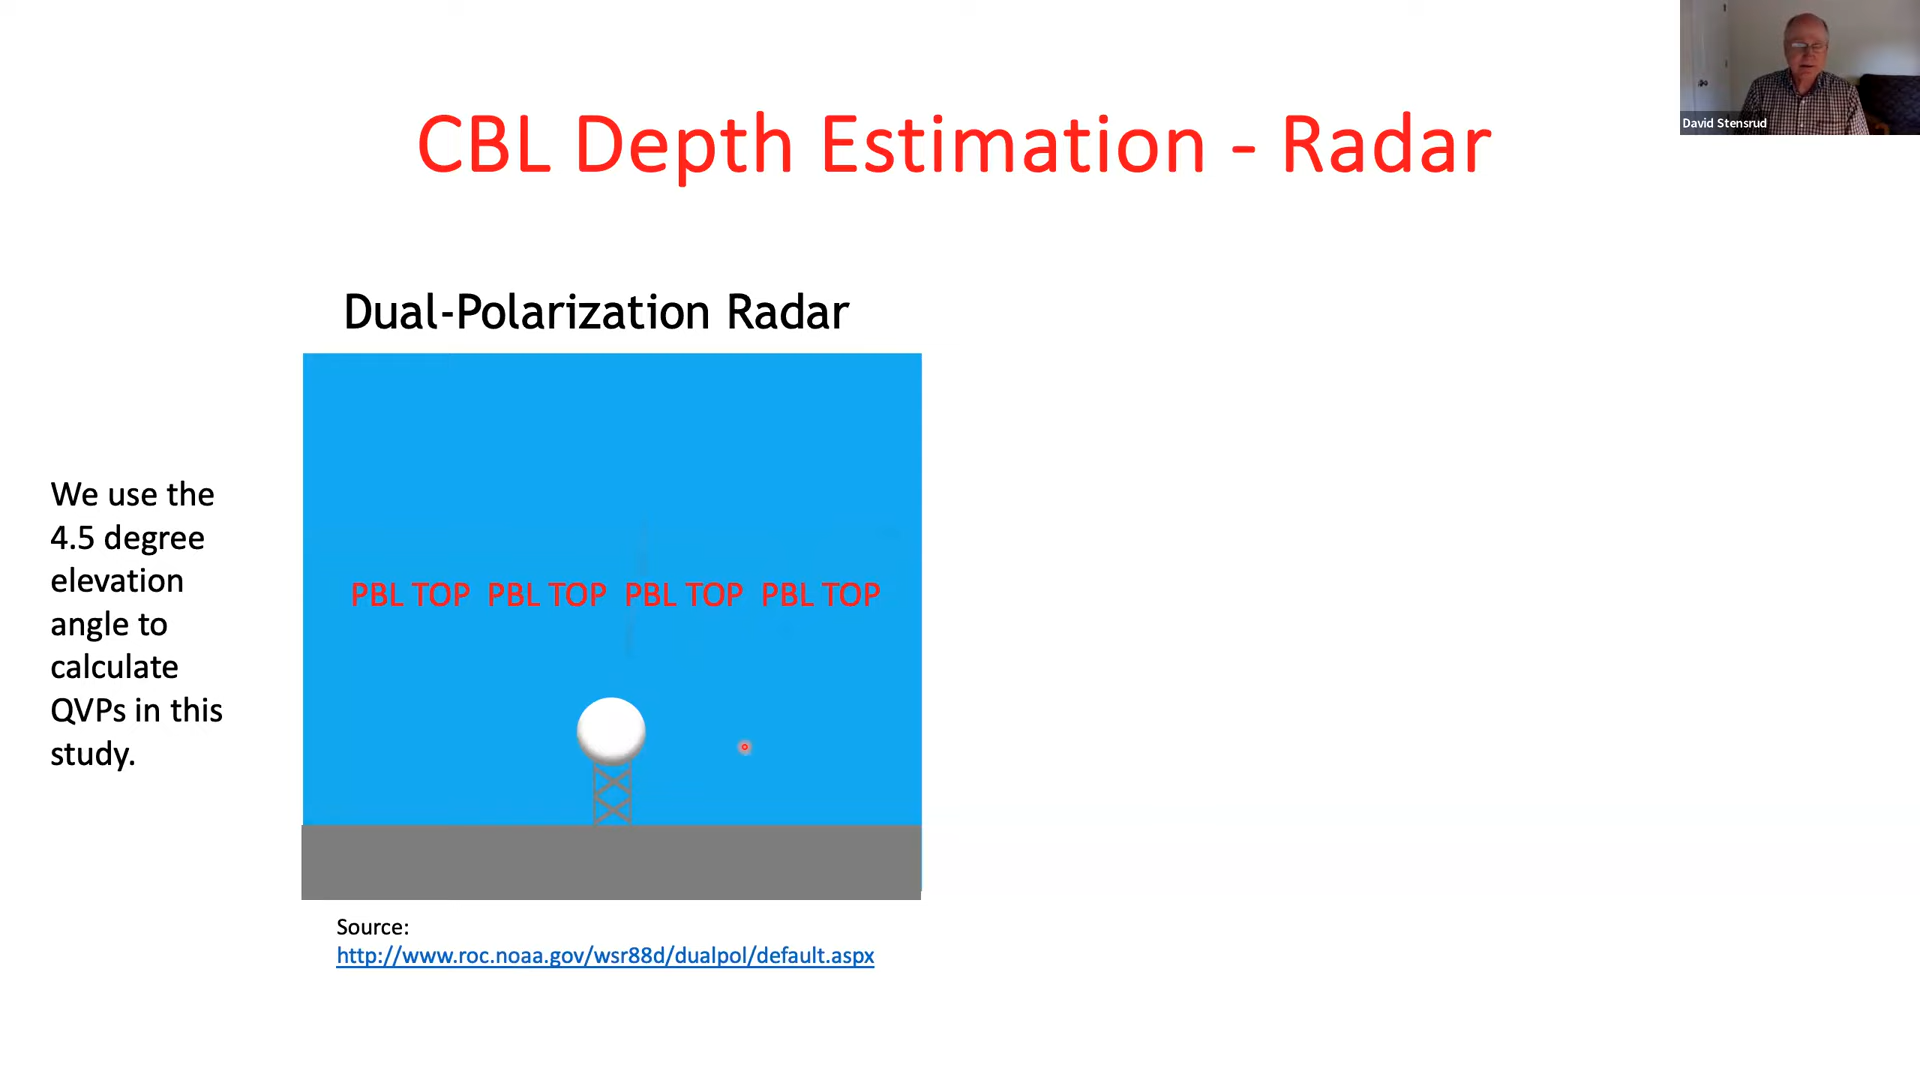 David Stensrud
CBL Depth Estimation - Radar
Dual-Polarization Radar
We use the
4.5 degree
elevation
angle to
calculate
QVPs in this
study.
PBL TOP PBL TOP PBL TOP PBL TOP
Source:
http://www.roc.noaa.gov/wsr88d/dualpol/default.aspx